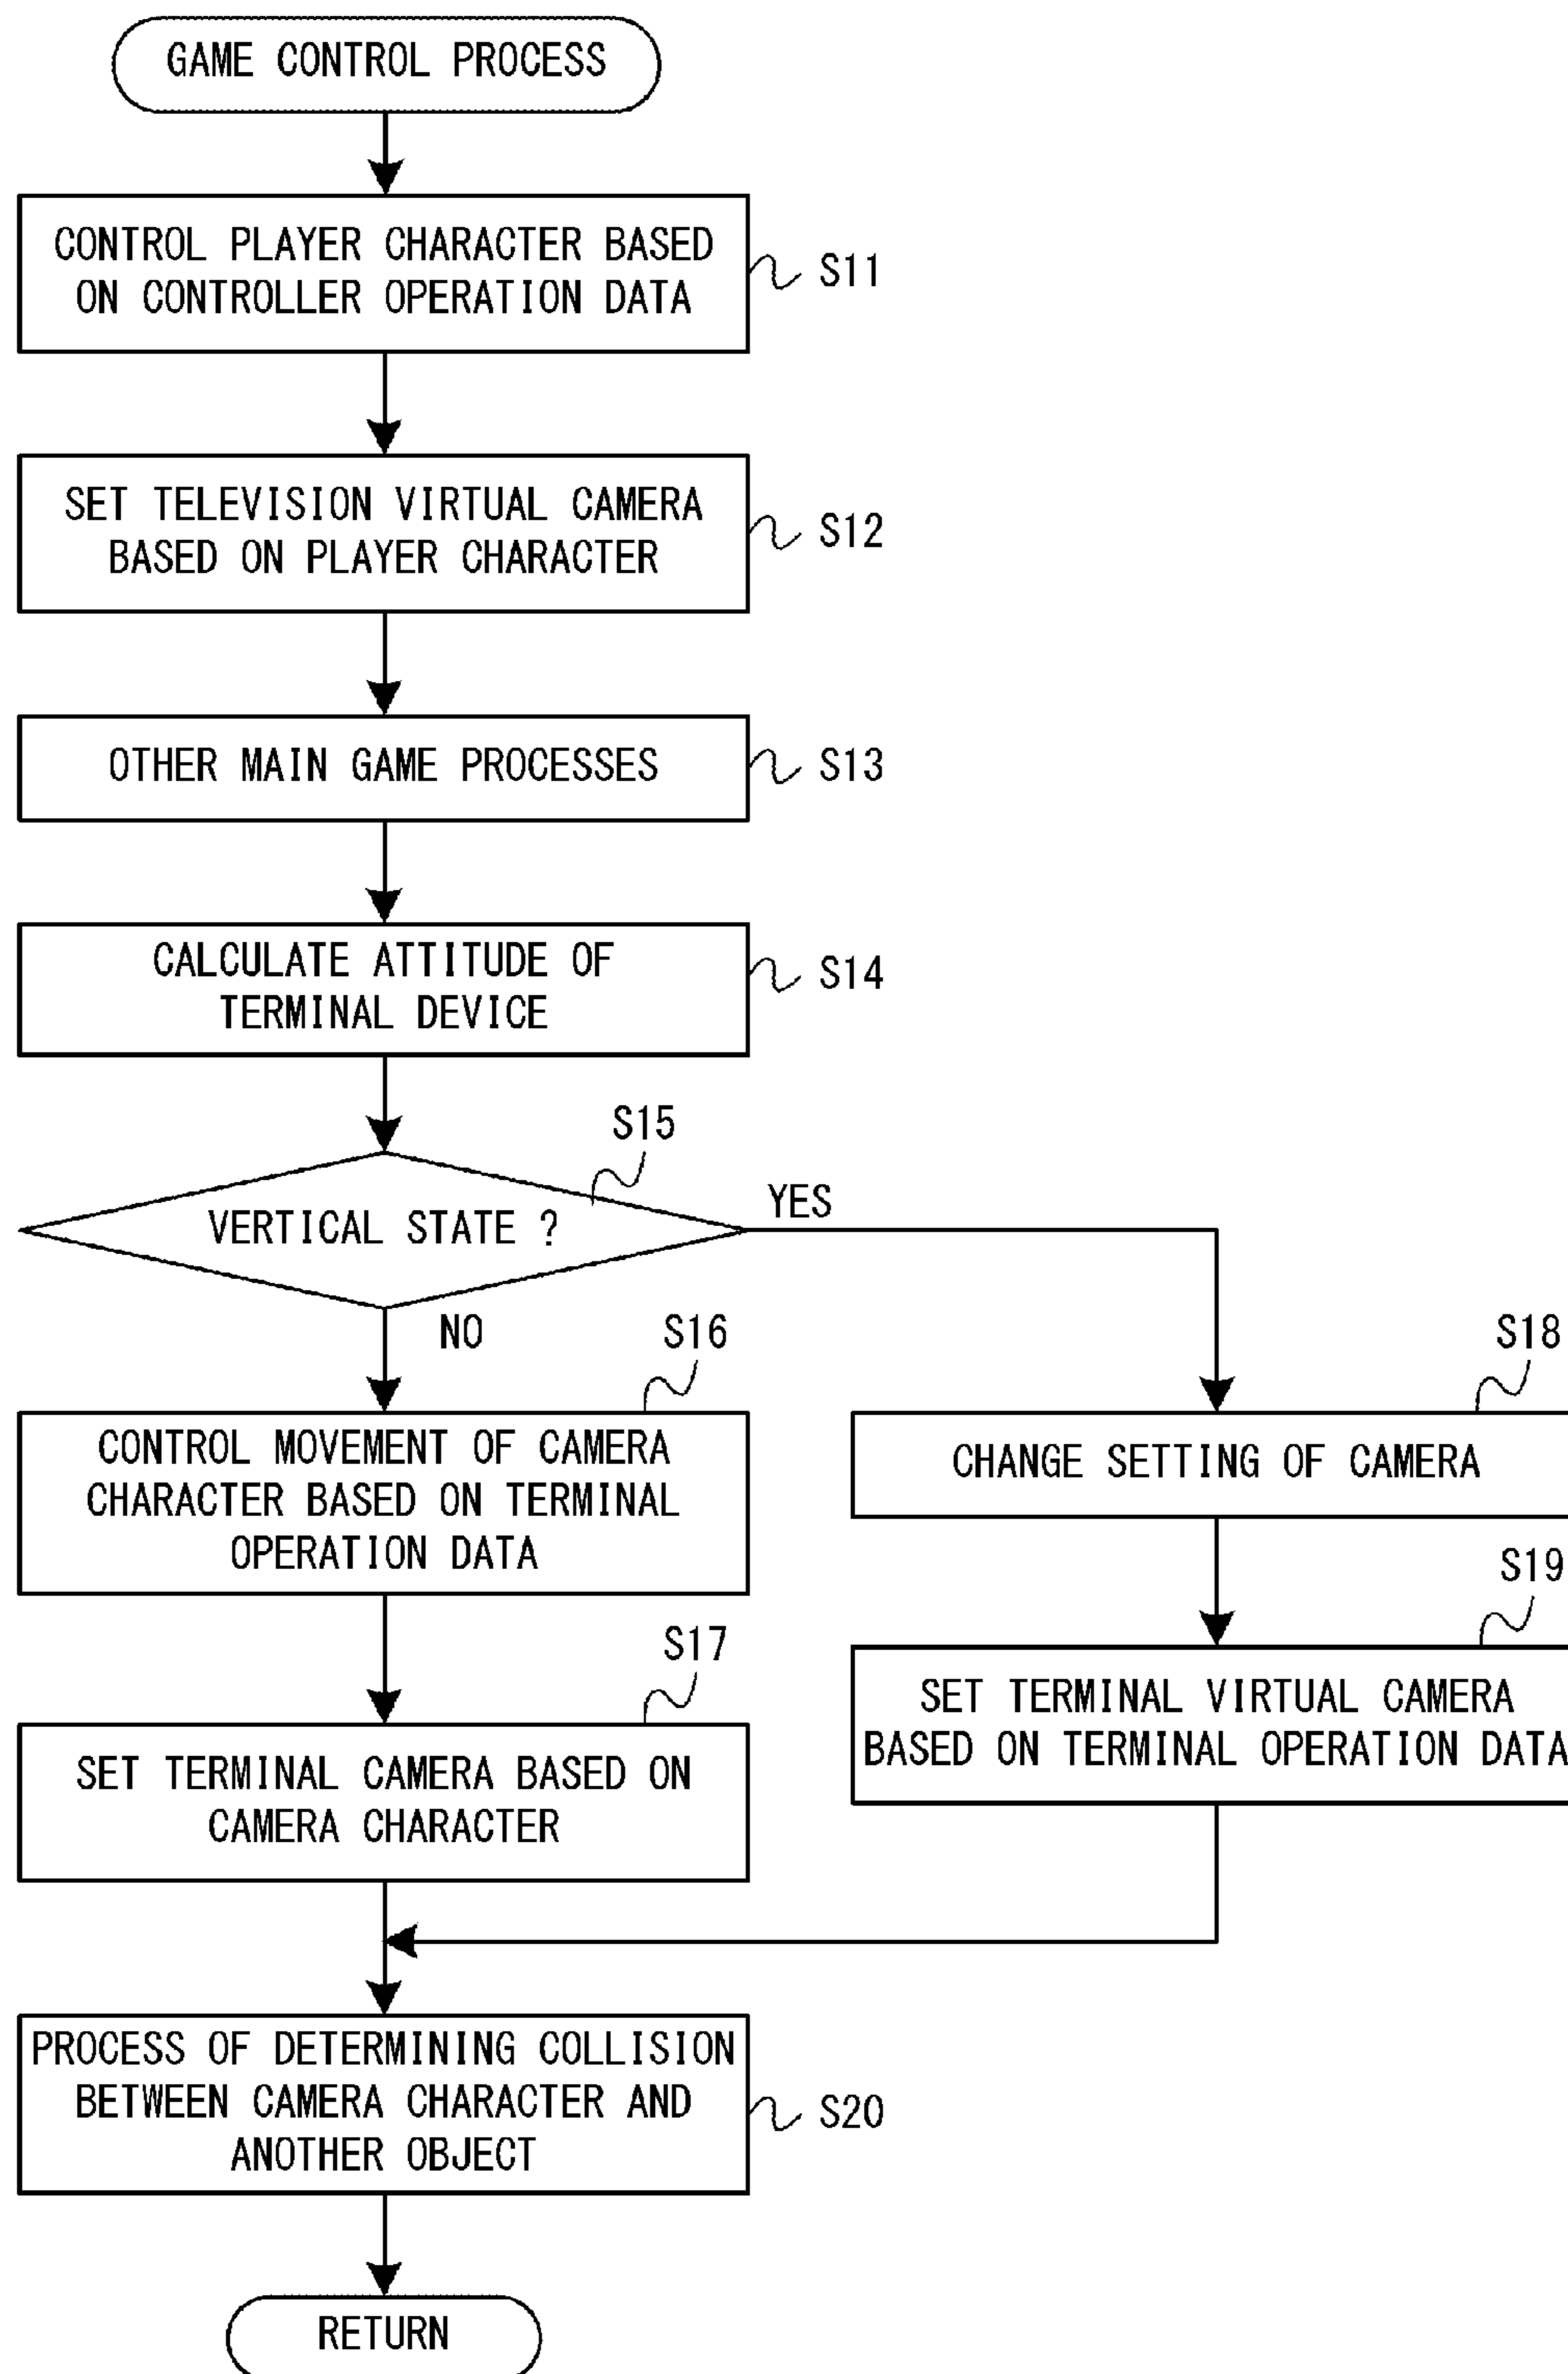 GAME CONTROL PROCESS
CONTROL PLAYER CHARACTER BASED
ON CONTROLLER OPERATION DATA
S11
SET TELEVISION VIRTUAL CAMERA
BASED ON PLAYER CHARACTER
S12
OTHER MAIN GAME PROCESSES
S13
CALCULATE ATTITUDE OF
TERMINAL DEVICE
S14
S15
VERTICAL STATE ?
YES
NO
S16
CONTROL MOVEMENT OF CAMERA
CHARACTER BASED ON TERMINAL
OPERATION DATA
S17
SET TERMINAL CAMERA BASED ON
CAMERA CHARACTER
S18
CHANGE SETTING OF CAMERA
S19
SET TERMINAL VIRTUAL CAMERA
BASED ON TERMINAL OPERATION DATA
PROCESS OF DETERMINING COLLISION
BETWEEN CAMERA CHARACTER AND
ANOTHER OBJECT
S20
RETURN